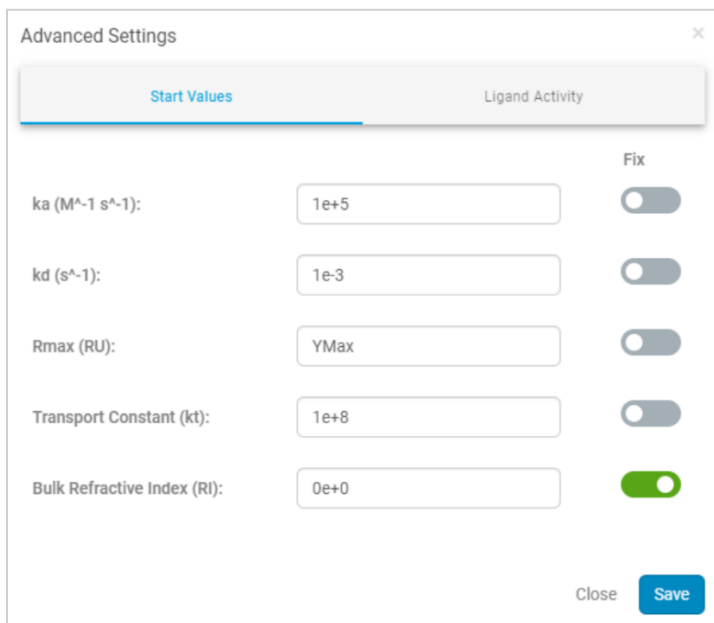 Advanced Settings ×
Start Values Ligand Activity
Fix
ka (M^-1 s^-1): 1e+5
kd (s^-1): 1e-3
Rmax (RU): YMax
Transport Constant (kt): 1e+8
Bulk Refractive Index (RI): 0e+0
Close Save